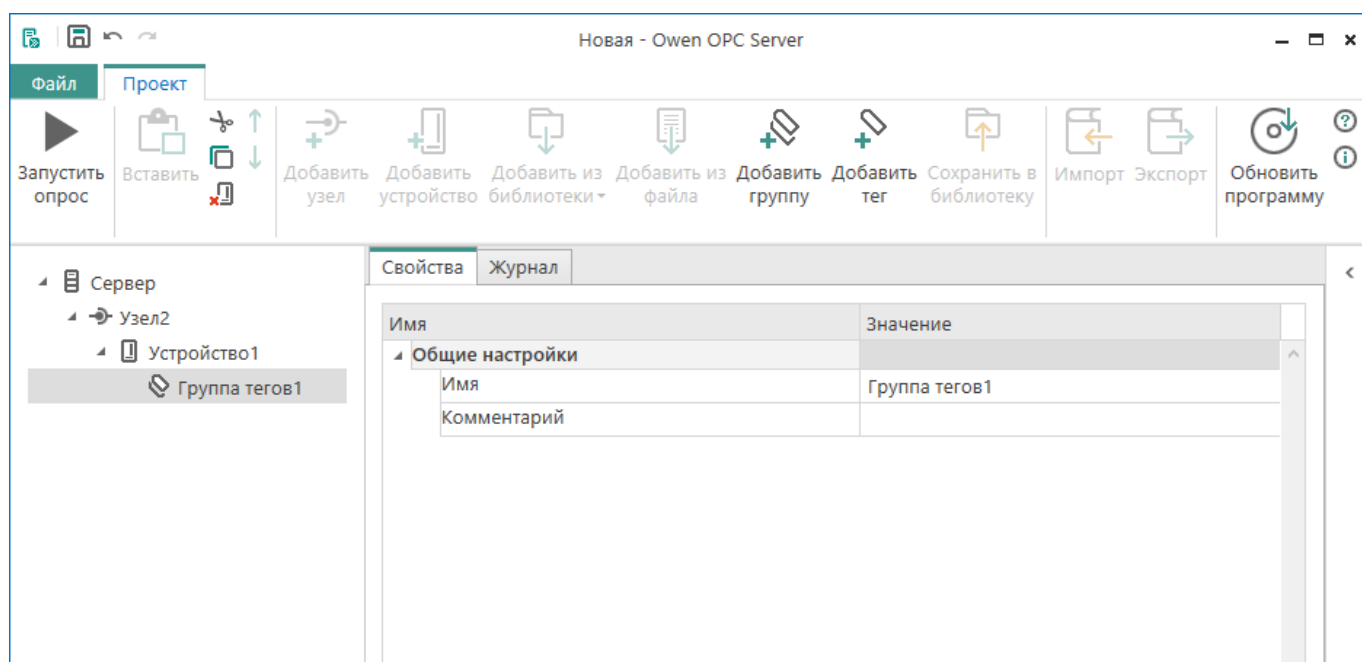 Новая - Owen OPC Server
Файл Проект
Запустить опрос
Вставить
Добавить узел
Добавить устройство
Добавить из библиотеки
Добавить из файла
Добавить группу
Добавить тег
Сохранить в библиотеку
Импорт
Экспорт
Обновить программу
Сервер
Узел2
Устройство1
Группа тегов1
Свойства Журнал
Имя Значение
Общие настройки
Имя Группа тегов1
Комментарий